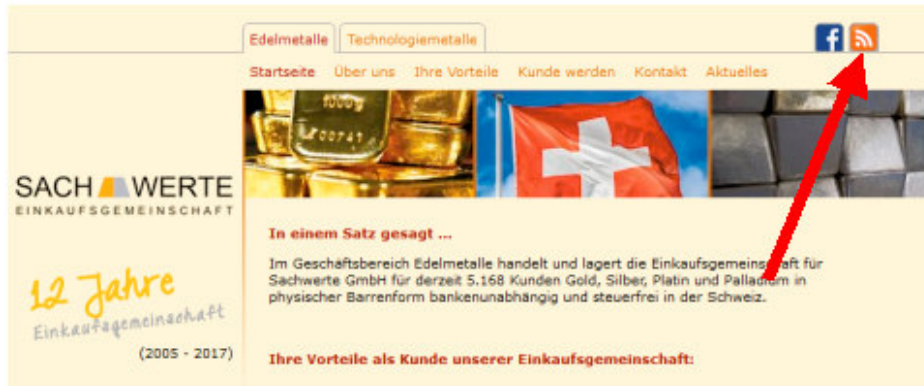 Edelmetalle Technologiemetalle
Startseite Über uns Ihre Vorteile Kunde werden Kontakt Aktuelles
1000g
SACH WERTE
EINKAUFSGEMEINSCHAFT
In einem Satz gesagt ...
Im Geschäftsbereich Edelmetalle handelt und lagert die Einkaufsgemeinschaft für
Sachwerte GmbH für derzeit 5.168 Kunden Gold, Silber, Platin und Palladium in
physischer Barrenform bankenunabhängig und steuerfrei in der Schweiz.
12 Jahre
Einkaufsgemeinschaft
(2005 - 2017)
Ihre Vorteile als Kunde unserer Einkaufsgemeinschaft: